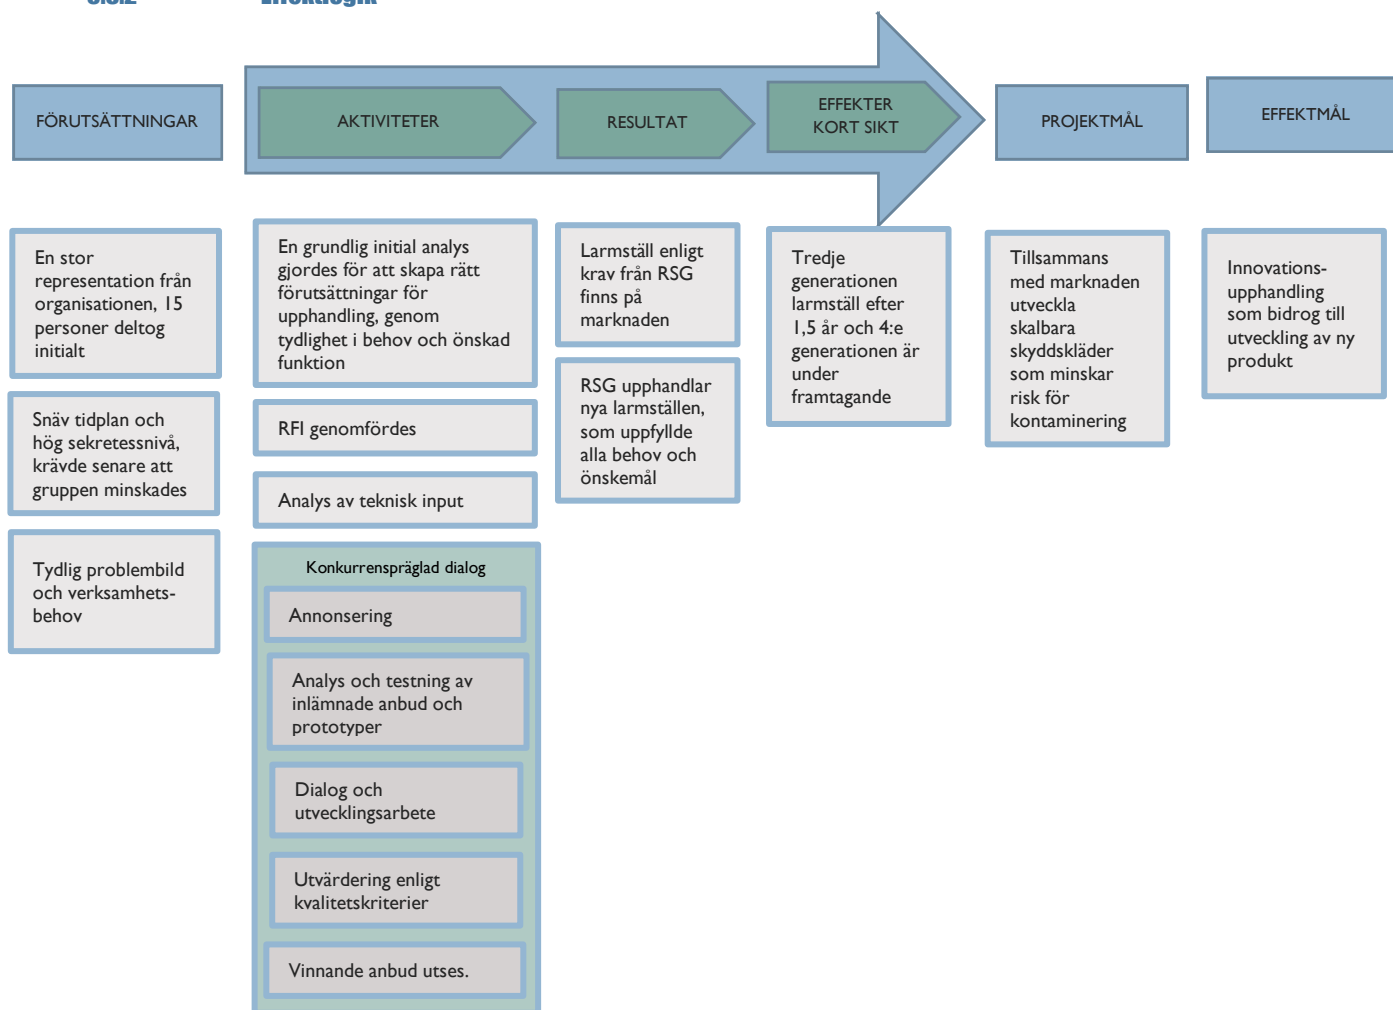 Effektlogik
FÖRUTSÄTTNINGAR
AKTIVITETER
RESULTAT
EFFEKTER
KORT SIKT
PROJEKTMÅL
EFFEKTMÅL
En stor
representation från
organisationen, 15
personer deltog
initialt
Snäv tidplan och
hög sekretessnivå,
krävde senare att
gruppen minskades
Tydlig problembild
och verksamhets-
behov
En grundlig initial analys
gjordes för att skapa rätt
förutsättningar för
upphandling, genom
tydlighet i behov och önskad
funktion
RFI genomfördes
Analys av teknisk input
Konkurrenspräglad dialog
Annonsering
Analys och testning av
inlämnade anbud och
prototyper
Dialog och
utvecklingsarbete
Utvärdering enligt
kvalitetskriterier
Vinnande anbud utses.
Larmställ enligt
krav från RSG
finns på
marknaden
RSG upphandlar
nya larmställen,
som uppfyllde
alla behov och
önskemål
Tredje
generationen
larmställ efter
1,5 år och 4:e
generationen är
under
framtagande
Tillsammans
med marknaden
utveckla
skalbara
skyddskläder
som minskar
risk för
kontaminering
Innovations-
upphandling
som bidrog till
utveckling av ny
produkt